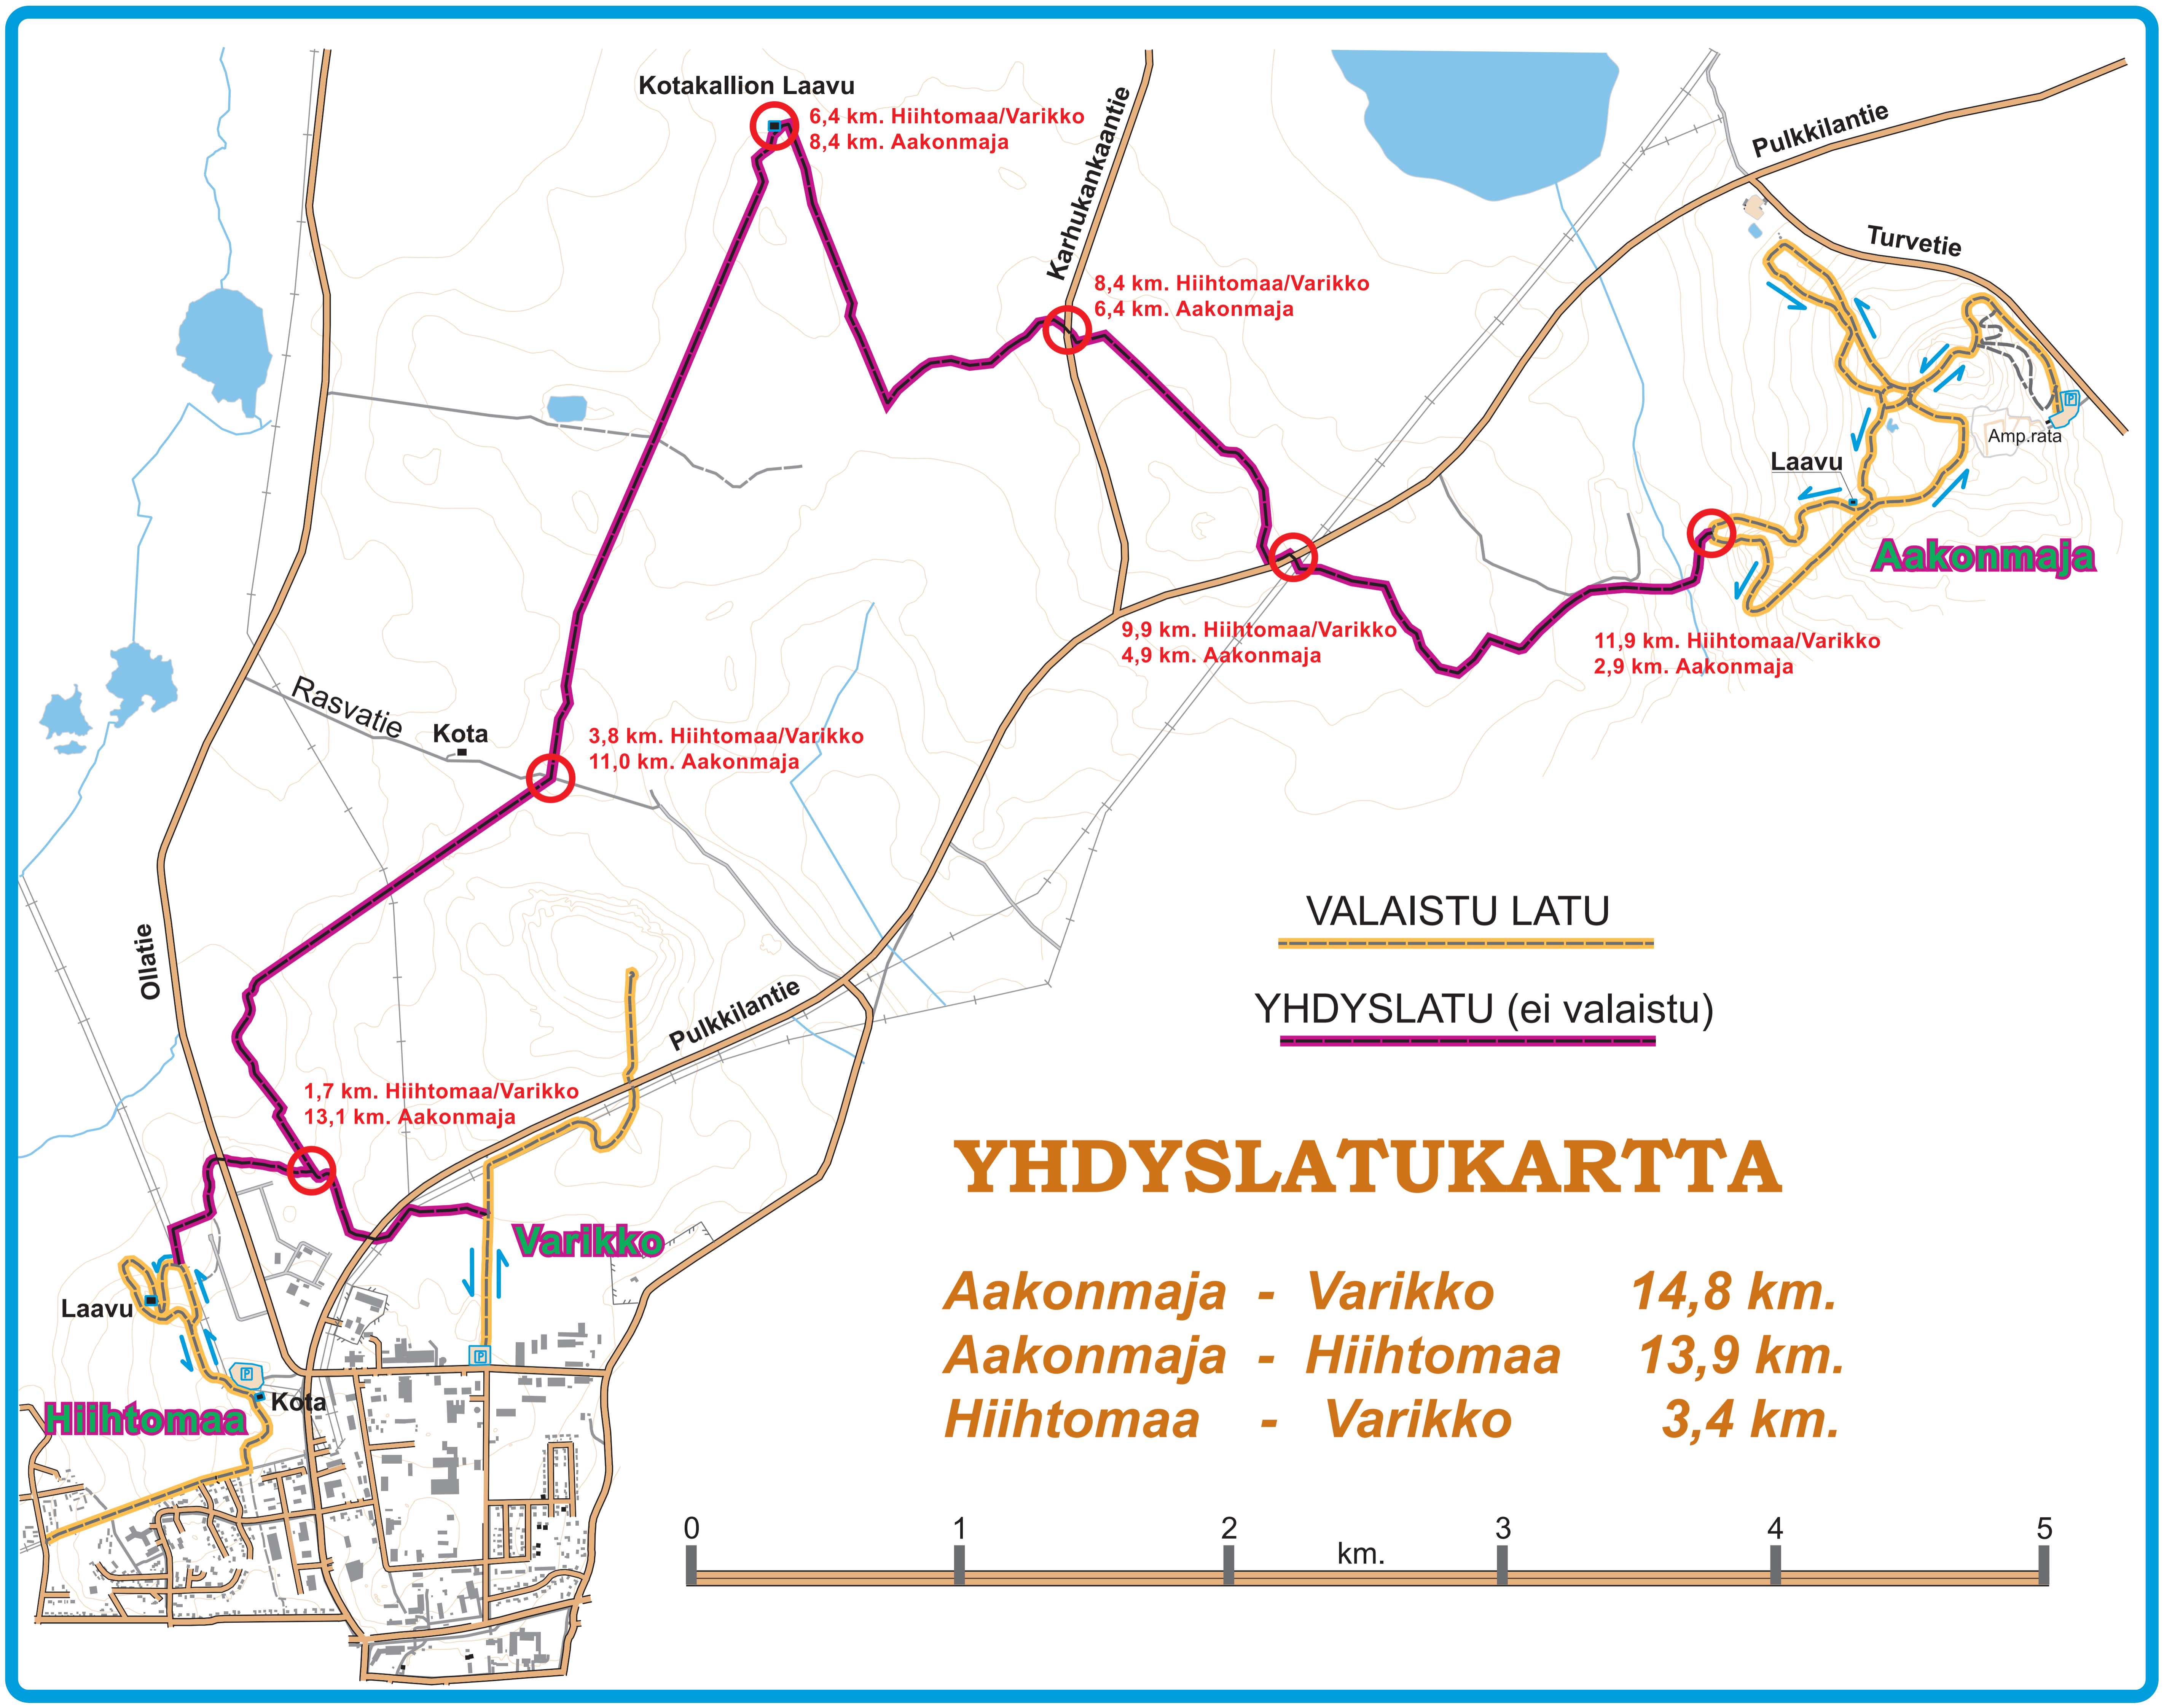 Kotakallion Laavu
6,4 km. Hiihtomaa/Varikko
8,4 km. Aakonmaja
Karhukankaantie
Pulkkilantie
Turvetie
8,4 km. Hiihtomaa/Varikko
6,4 km. Aakonmaja
P
Amp.rata
Laavu
Aakonmaja
9,9 km. Hiihtomaa/Varikko
4,9 km. Aakonmaja
11,9 km. Hiihtomaa/Varikko
2,9 km. Aakonmaja
Rasvatie
Kota
3,8 km. Hiihtomaa/Varikko
11,0 km. Aakonmaja
VALAISTU LATU
YHDYSLATU (ei valaistu)
Ollatie
Pulkkilantie
1,7 km. Hiihtomaa/Varikko
13,1 km. Aakonmaja
Varikko
Laavu
P
P
Kota
Hiihtomaa
YHDYSLATUKARTTA
Aakonmaja - Varikko 14,8 km.
Aakonmaja - Hiihtomaa 13,9 km.
Hiihtomaa - Varikko 3,4 km.
0 1 2 3 4 5
km.